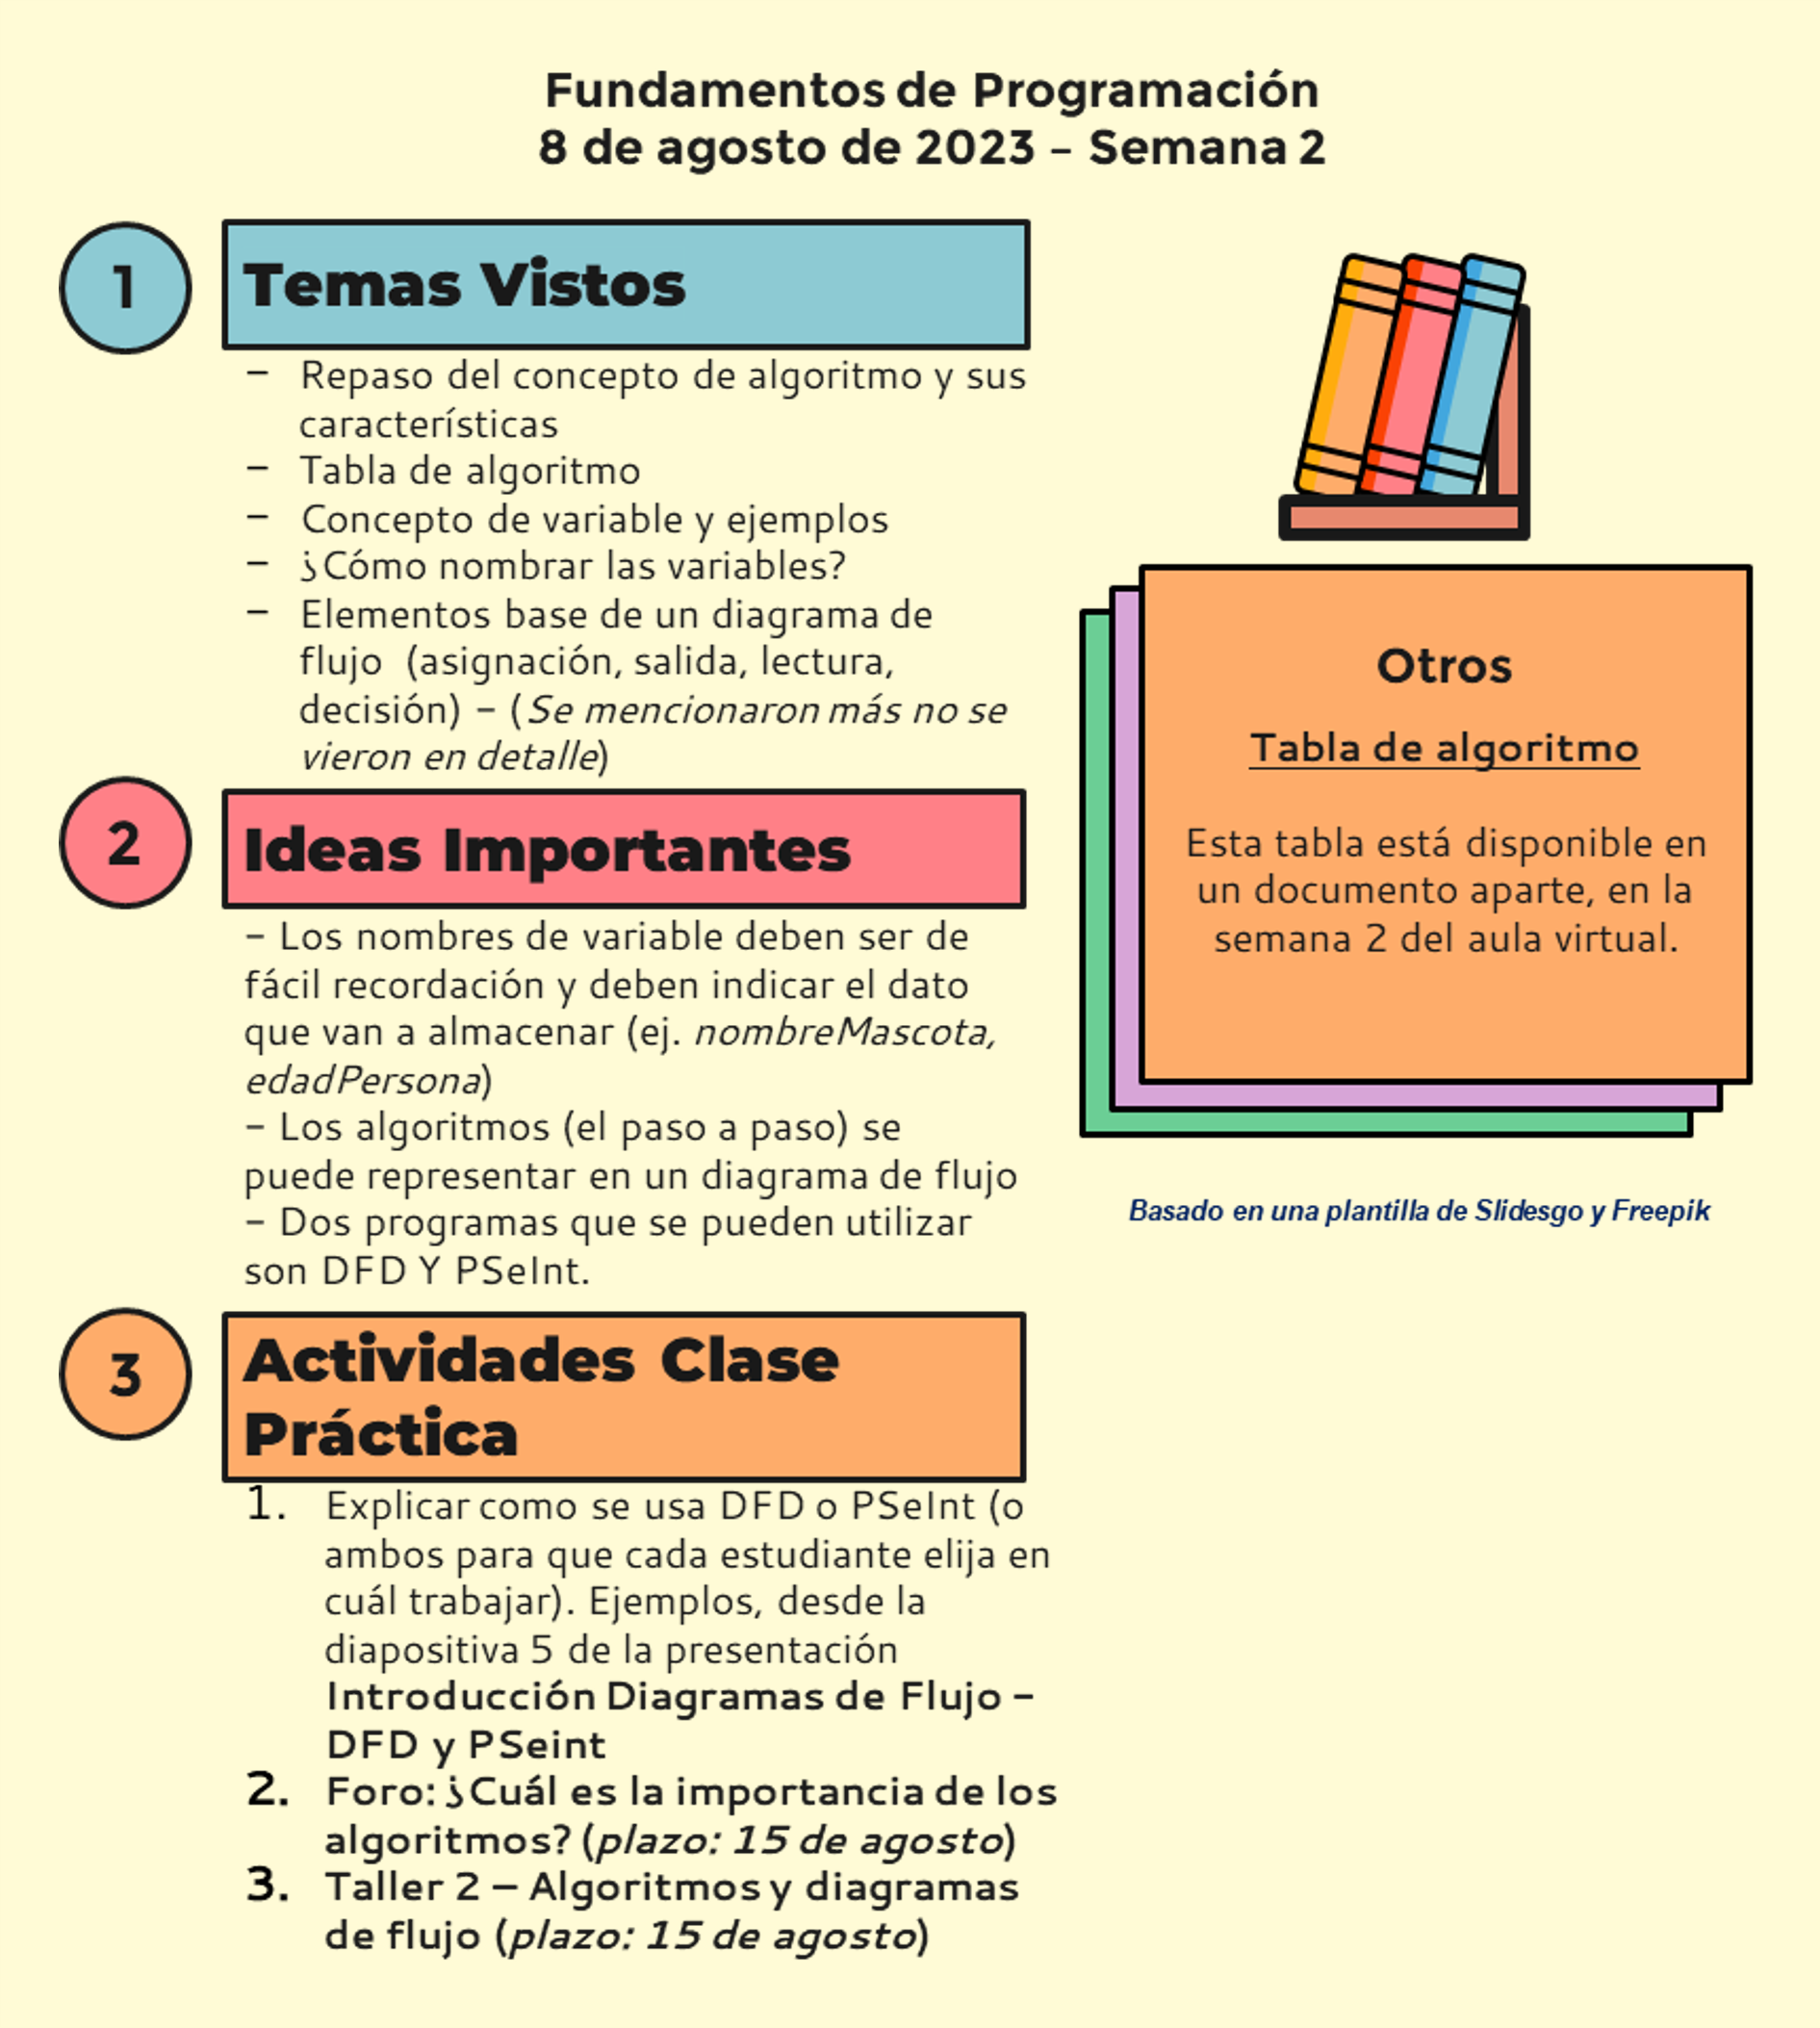 Fundamentos de Programación
8 de agosto de 2023 - Semana 2
1
Temas Vistos
- Repaso del concepto de algoritmo y sus
características
- Tabla de algoritmo
- Concepto de variable y ejemplos
- ¿Cómo nombrar las variables?
- Elementos base de un diagrama de
flujo (asignación, salida, lectura,
decisión) - (Se mencionaron más no se
vieron en detalle)
2
Ideas Importantes
- Los nombres de variable deben ser de
fácil recordación y deben indicar el dato
que van a almacenar (ej. nombreMascota,
edadPersona)
- Los algoritmos (el paso a paso) se
puede representar en un diagrama de flujo
- Dos programas que se pueden utilizar
son DFD Y PSeInt.
3
Actividades Clase
Práctica
1. Explicar como se usa DFD o PSeInt (o
ambos para que cada estudiante elija en
cuál trabajar). Ejemplos, desde la
diapositiva 5 de la presentación
Introducción Diagramas de Flujo -
DFD y PSeint
2. Foro: ¿Cuál es la importancia de los
algoritmos? (plazo: 15 de agosto)
3. Taller 2 – Algoritmos y diagramas
de flujo (plazo: 15 de agosto)
Otros
Tabla de algoritmo
Esta tabla está disponible en
un documento aparte, en la
semana 2 del aula virtual.
Basado en una plantilla de Slidesgo y Freepik